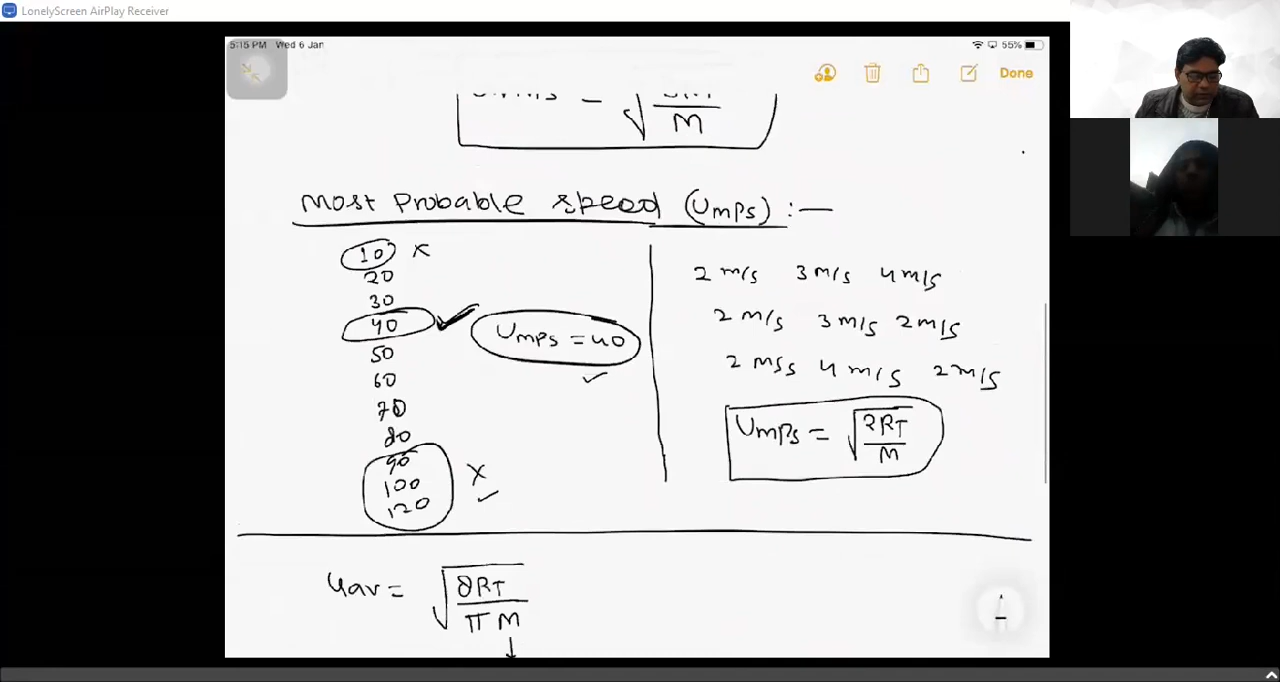 LonelyScreen AirPlay Receiver
5:15 PM Wed 6 Jan
55%
Done
M
most Probable speed (Umps) :—
10 x
20
30
40 ✓
50
60
70
80
90
100 x
120 ✓
Umps = 40
✓
2 m/s 3 m/s 4 m/s
2 m/s 3 m/s 2 m/s
2 mss 4 m/s 2 m/s
Umps = √2RT/M
Uav = √8RT/πM